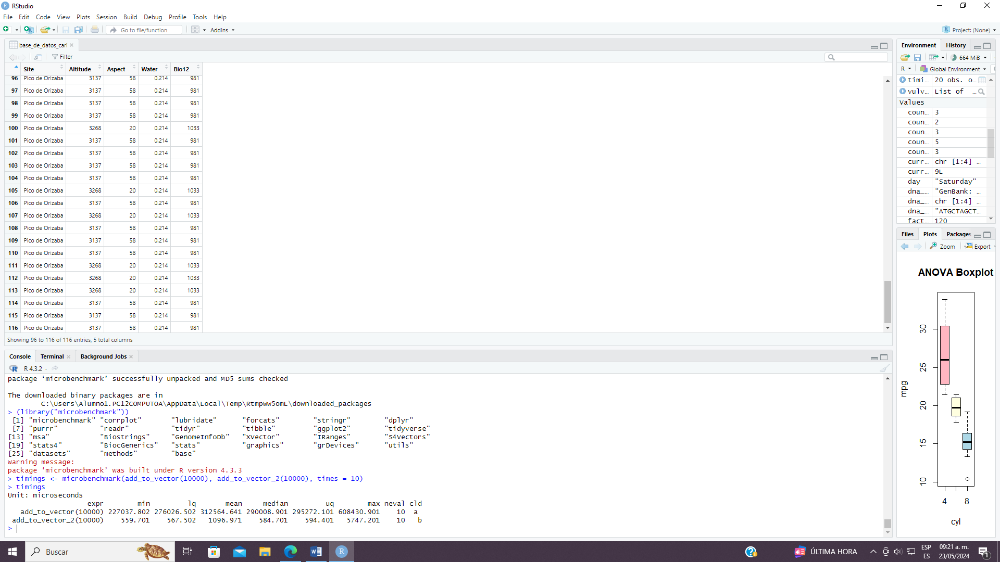 RStudio
File Edit Code View Plots Session Build Debug Profile Tools Help
Go to file/function Addins Project: (None)
base_de_datos_cari
Filter
Site Altitude Aspect Water Bio12
96 Pico de Orizaba 3137 58 0.214 981
97 Pico de Orizaba 3137 58 0.214 981
98 Pico de Orizaba 3137 58 0.214 981
99 Pico de Orizaba 3137 58 0.214 981
100 Pico de Orizaba 3268 20 0.214 1033
101 Pico de Orizaba 3137 58 0.214 981
102 Pico de Orizaba 3137 58 0.214 981
103 Pico de Orizaba 3137 58 0.214 981
104 Pico de Orizaba 3137 58 0.214 981
105 Pico de Orizaba 3268 20 0.214 1033
106 Pico de Orizaba 3137 58 0.214 981
107 Pico de Orizaba 3268 20 0.214 1033
108 Pico de Orizaba 3137 58 0.214 981
109 Pico de Orizaba 3137 58 0.214 981
110 Pico de Orizaba 3137 58 0.214 981
111 Pico de Orizaba 3268 20 0.214 1033
112 Pico de Orizaba 3268 20 0.214 1033
113 Pico de Orizaba 3268 20 0.214 1033
114 Pico de Orizaba 3137 58 0.214 981
115 Pico de Orizaba 3137 58 0.214 981
116 Pico de Orizaba 3137 58 0.214 981
Showing 96 to 116 of 116 entries, 5 total columns
Console Terminal Background Jobs
R 4.3.2 ·
package ‘microbenchmark’ successfully unpacked and MD5 sums checked
The downloaded binary packages are in
C:\Users\Alumno1.PC12COMPUTOA\AppData\Local\Temp\RtmpWw5omL\downloaded_packages
> (library("microbenchmark"))
[1] "microbenchmark" "corrplot" "lubridate" "forcats" "stringr" "dplyr"
[7] "purrr" "readr" "tidyr" "tibble" "ggplot2" "tidyverse"
[13] "msa" "Biostrings" "GenomeInfoDb" "XVector" "IRanges" "S4Vectors"
[19] "stats4" "BiocGenerics" "stats" "graphics" "grDevices" "utils"
[25] "datasets" "methods" "base"
Warning message:
package ‘microbenchmark’ was built under R version 4.3.3
> timings <- microbenchmark(add_to_vector(10000), add_to_vector_2(10000), times = 10)
> timings
Unit: microseconds
expr min lq mean median uq max neval cld
add_to_vector(10000) 227037.802 276026.502 312564.641 290008.901 295272.101 608430.901 10 a
add_to_vector_2(10000) 559.701 567.502 1096.971 584.701 594.401 5747.201 10 b
>
Environment History
664 MiB
R Global Environment
timi… 20 obs. o…
vulv… List of …
Values
coun… 3
coun… 2
coun… 3
coun… 5
coun… 3
curr… chr [1:4] …
curr… 9L
day "Saturday"
dna_… "GenBank: …
dna_… chr [1:4] …
dna_… "ATGCTAGCT…
fact… 120
Files Plots Packages
Zoom Export
ANOVA Boxplot
mpg
30
25
20
15
10
4 8
cyl
Buscar
ÚLTIMA HORA
ESP
ES
09:21 a. m.
23/05/2024
1